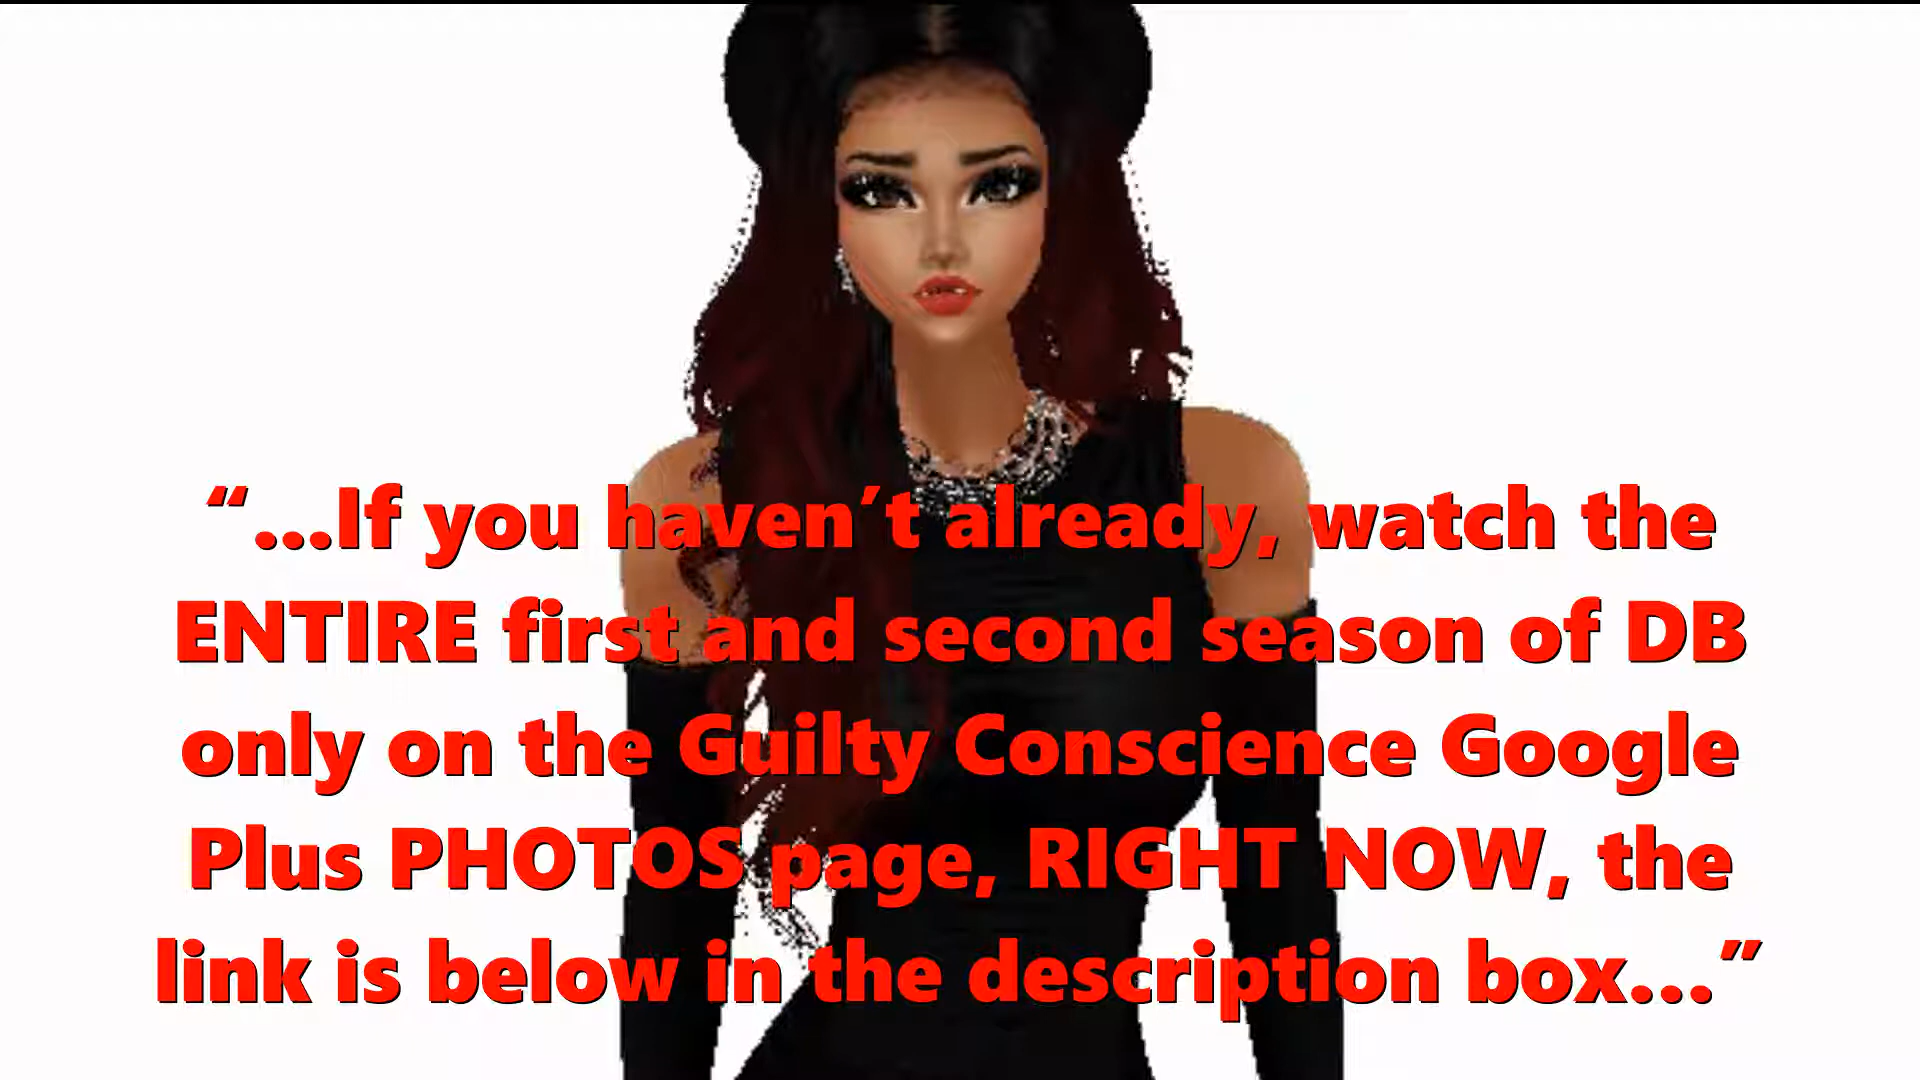 “...If you haven’t already, watch the
ENTIRE first and second season of DB
only on the Guilty Conscience Google
Plus PHOTOS page, RIGHT NOW, the
link is below in the description box...”